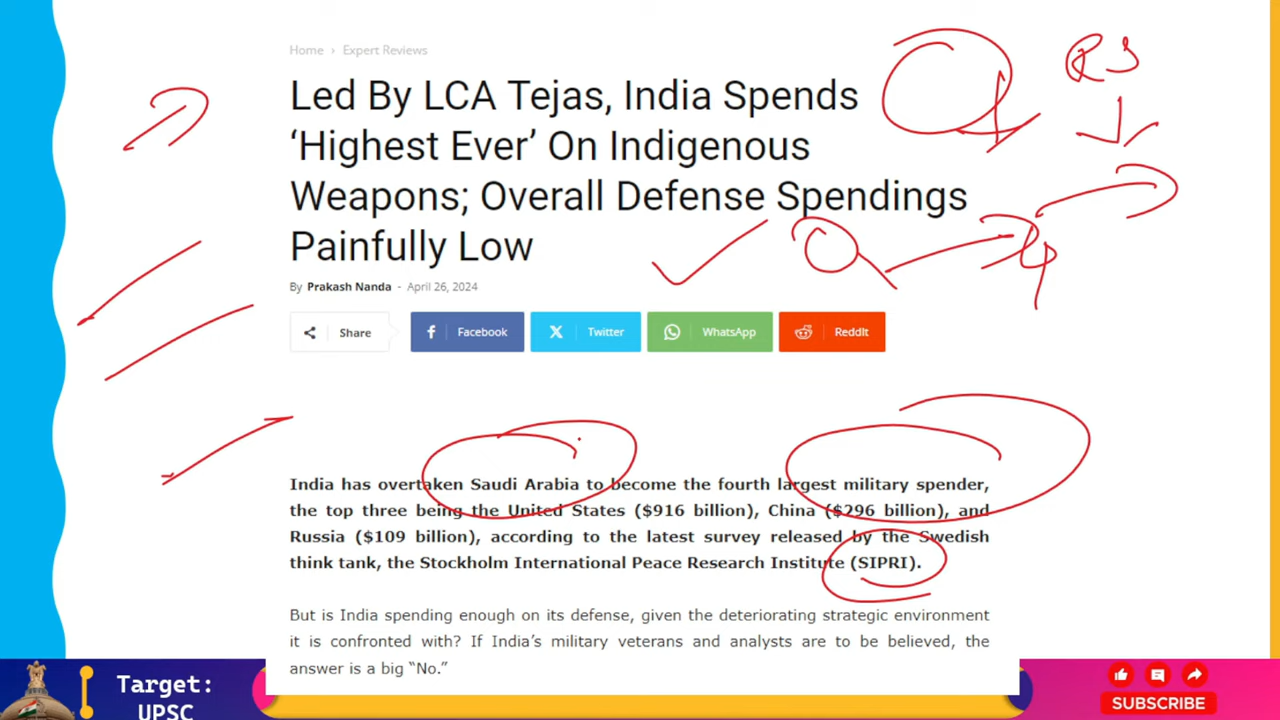 Home › Expert Reviews
Led By LCA Tejas, India Spends
‘Highest Ever’ On Indigenous
Weapons; Overall Defense Spendings
Painfully Low
By Prakash Nanda - April 26, 2024
Share
Facebook
Twitter
WhatsApp
ReddIt
India has overtaken Saudi Arabia to become the fourth largest military spender,
the top three being the United States ($916 billion), China ($296 billion), and
Russia ($109 billion), according to the latest survey released by the Swedish
think tank, the Stockholm International Peace Research Institute (SIPRI).
But is India spending enough on its defense, given the deteriorating strategic environment
it is confronted with? If India’s military veterans and analysts are to be believed, the
answer is a big “No.”
Target:
UPSC
SUBSCRIBE